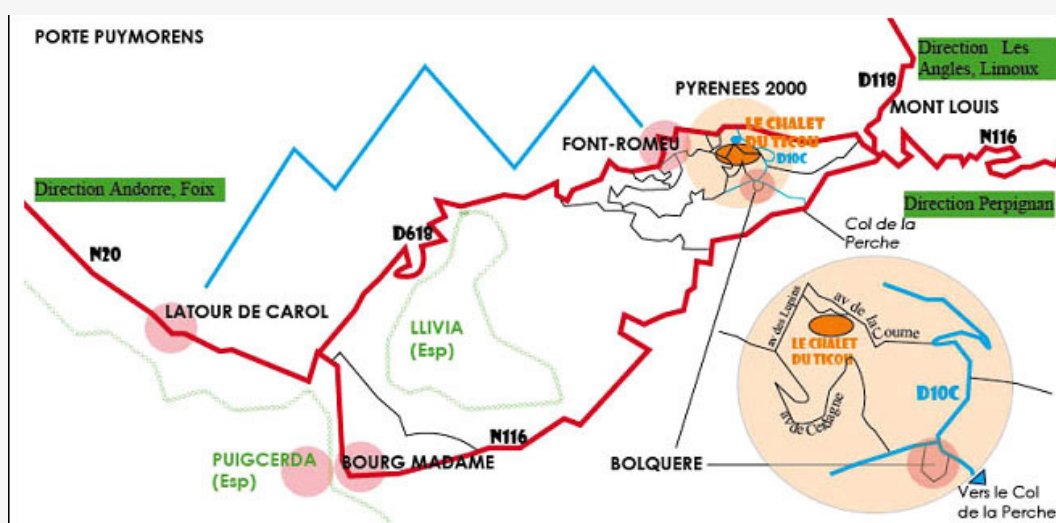 PORTE PUYMORENS
Direction Les
Angles, Limoux
D118
PYRENEES 2000
MONT LOUIS
LE CHALET
DU TICOU
FONT-ROMEU
D10C
N116
Direction Andorre, Foix
Direction Perpignan
Col de la
Perche
N20
D618
LATOUR DE CAROL
LLIVIA
(Esp)
av des Lupins
av de la Coume
LE CHALET
DU TICOU
D10C
av de Cerdagne
N116
PUIGCERDA
(Esp)
BOURG MADAME
BOLQUERE
Vers le Col
de la Perche